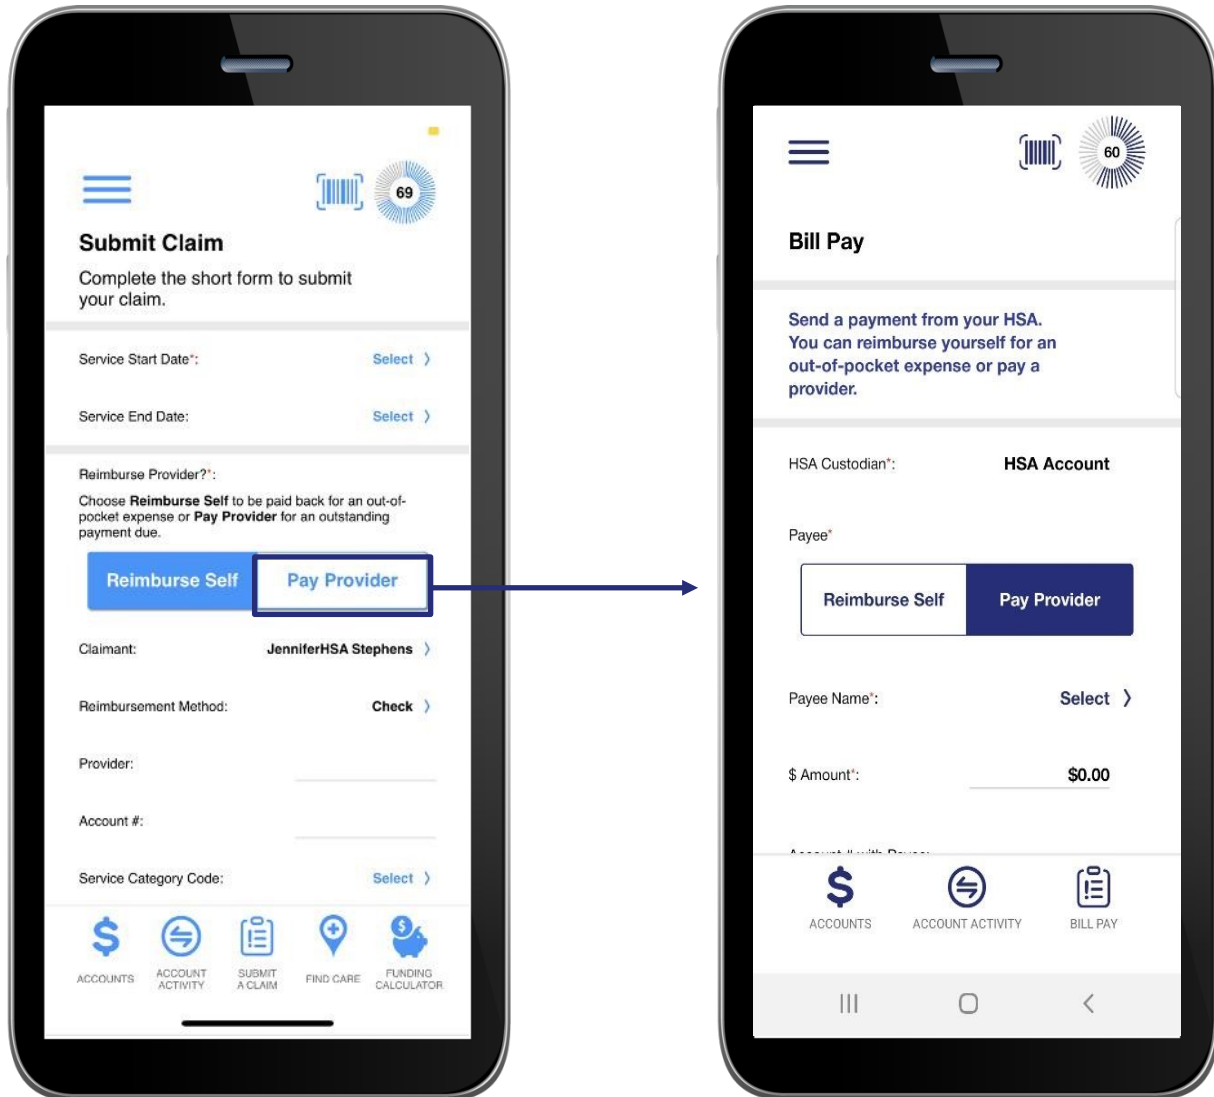 69
Submit Claim
Complete the short form to submit
your claim.
Service Start Date*:
Select
Service End Date:
Select
Reimburse Provider?*:
Choose Reimburse Self to be paid back for an out-of-
pocket expense or Pay Provider for an outstanding
payment due.
Reimburse Self
Pay Provider
Claimant:
JenniferHSA Stephens
Reimbursement Method:
Check
Provider:
Account #:
Service Category Code:
Select
ACCOUNTS
ACCOUNT
ACTIVITY
SUBMIT
A CLAIM
FIND CARE
FUNDING
CALCULATOR
60
Bill Pay
Send a payment from your HSA.
You can reimburse yourself for an
out-of-pocket expense or pay a
provider.
HSA Custodian*:
HSA Account
Payee*
Reimburse Self
Pay Provider
Payee Name*:
Select
$ Amount*:
$0.00
Account # with Payee:
ACCOUNTS
ACCOUNT ACTIVITY
BILL PAY